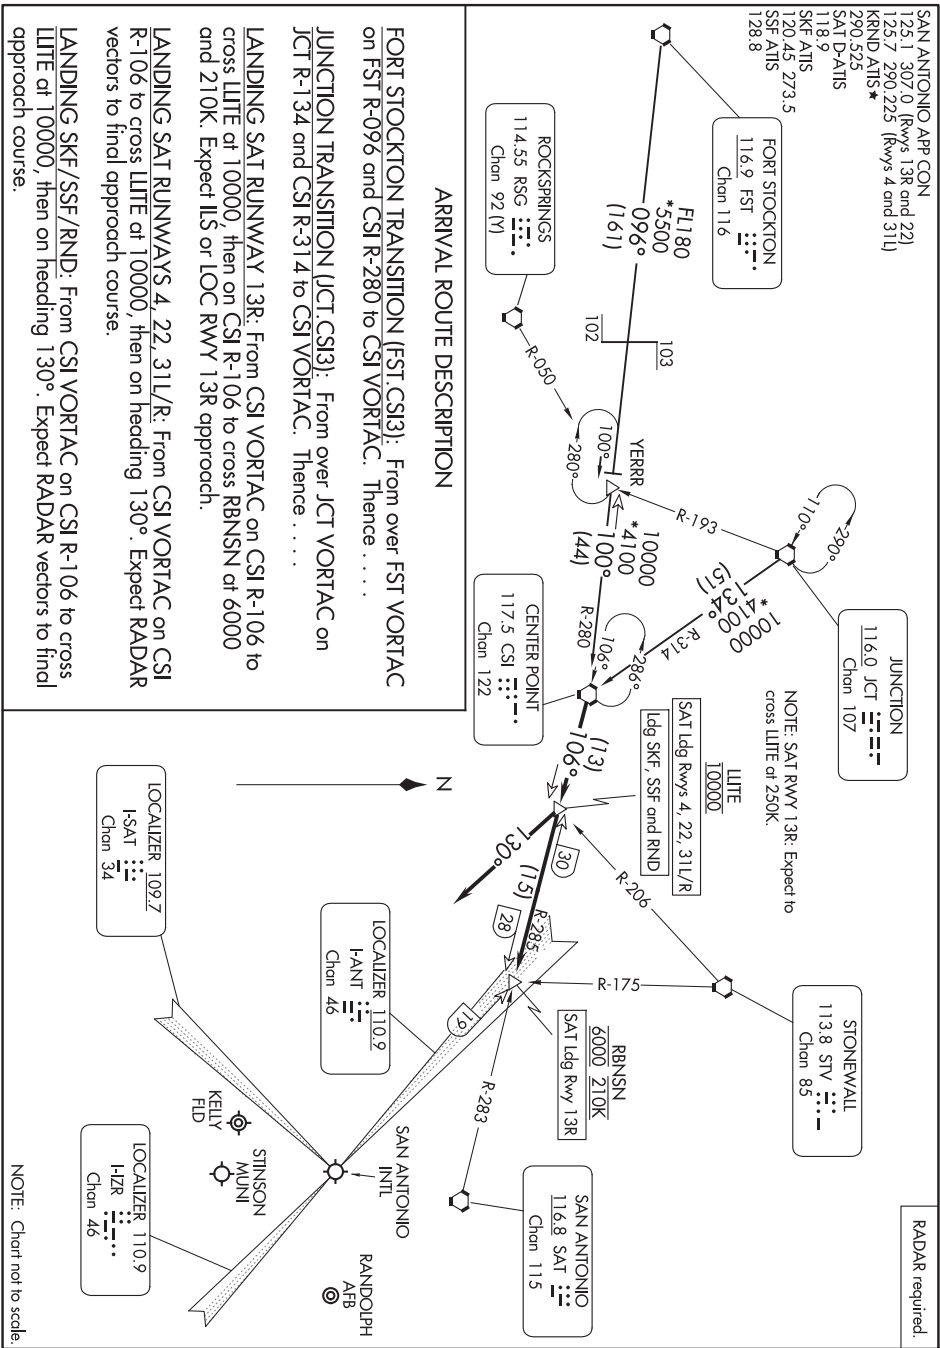 SAN ANTONIO APP CON
125.1 307.0 (Rwys 13R and 22)
125.7 290.225 (Rwys 4 and 31L)
KRND ATIS★
290.525
SAT D-ATIS
118.9
SKF ATIS
120.45 273.5
SSF ATIS
128.8
RADAR required.
FORT STOCKTON
116.9 FST
Chan 116
JUNCTION
116.0 JCT
Chan 107
NOTE: SAT RWY 13R: Expect to
cross LLITE at 250K.
STONEWALL
113.8 STV
Chan 85
SAN ANTONIO
116.8 SAT
Chan 115
ROCKSPRINGS
114.55 RSG
Chan 92 (Y)
CENTER POINT
117.5 CSI
Chan 122
FL180
*5500
096°
(161)
103
102
R-050
YERRR
100°
280°
R-193
110°
290°
10000
*4100
134°
(51)
R-314
10000
*4100
100°
(44)
R-280
106°
286°
LLITE
10000
SAT Ldg Rwys 4, 22, 31L/R
Ldg SKF, SSF and RND
(13)
106°
130°
30
(15)
R-206
R-285
28
R-175
19
RBNSN
6000 210K
SAT Ldg Rwy 13R
R-283
N
LOCALIZER 109.7
I-SAT
Chan 34
LOCALIZER 110.9
I-ANT
Chan 46
LOCALIZER 110.9
I-IZR
Chan 46
SAN ANTONIO
INTL
KELLY
FLD
STINSON
MUNI
RANDOLPH
AFB
NOTE: Chart not to scale.
ARRIVAL ROUTE DESCRIPTION
FORT STOCKTON TRANSITION (FST.CSI3): From over FST VORTAC
on FST R-096 and CSI R-280 to CSI VORTAC. Thence . . . .
JUNCTION TRANSITION (JCT.CSI3): From over JCT VORTAC on
JCT R-134 and CSI R-314 to CSI VORTAC. Thence . . . .
LANDING SAT RUNWAY 13R: From CSI VORTAC on CSI R-106 to
cross LLITE at 10000, then on CSI R-106 to cross RBNSN at 6000
and 210K. Expect ILS or LOC RWY 13R approach.
LANDING SAT RUNWAYS 4, 22, 31L/R: From CSI VORTAC on CSI
R-106 to cross LLITE at 10000, then on heading 130°. Expect RADAR
vectors to final approach course.
LANDING SKF/SSF/RND: From CSI VORTAC on CSI R-106 to cross
LLITE at 10000, then on heading 130°. Expect RADAR vectors to final
approach course.